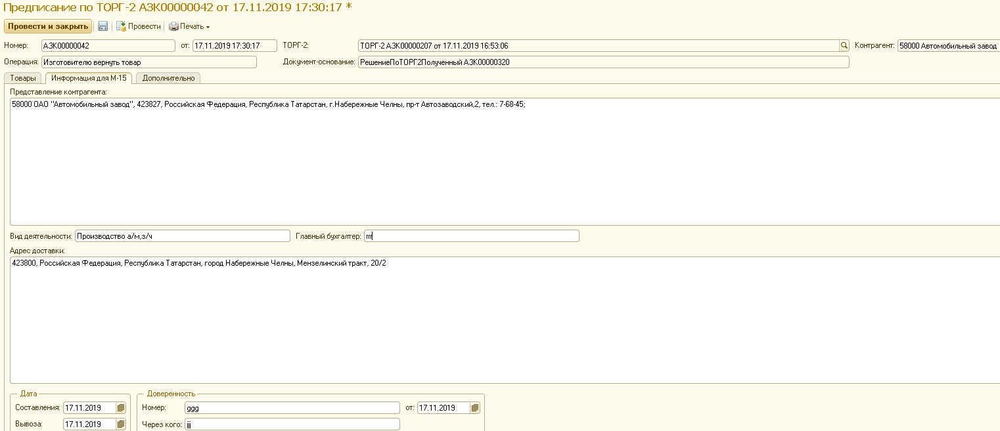 Предписание по ТОРГ-2 АЗК00000042 от 17.11.2019 17:30:17 *
Провести и закрыть Провести Печать
Номер: АЗК00000042 от: 17.11.2019 17:30:17 ТОРГ-2: ТОРГ-2 АЗК00000207 от 17.11.2019 16:53:06 Контрагент: 58000 Автомобильный завод
Операция: Изготовителю вернуть товар Документ-основание: РешениеПоТОРГ2Полученный АЗК00000320
Товары Информация для М-15 Дополнительно
Представление контрагента:
58000 ОАО "Автомобильный завод", 423827, Российская Федерация, Республика Татарстан, г.Набережные Челны, пр-т Автозаводский,2, тел.: 7-68-45;
Вид деятельности: Производство а/м,з/ч Главный бухгалтер: rrr
Адрес доставки:
423800, Российская Федерация, Республика Татарстан, город Набережные Челны, Мензелинский тракт, 20/2
Дата Доверенность
Составления: 17.11.2019 Номер: ggg от: 17.11.2019
Вывоза: 17.11.2019 Через кого: jjj